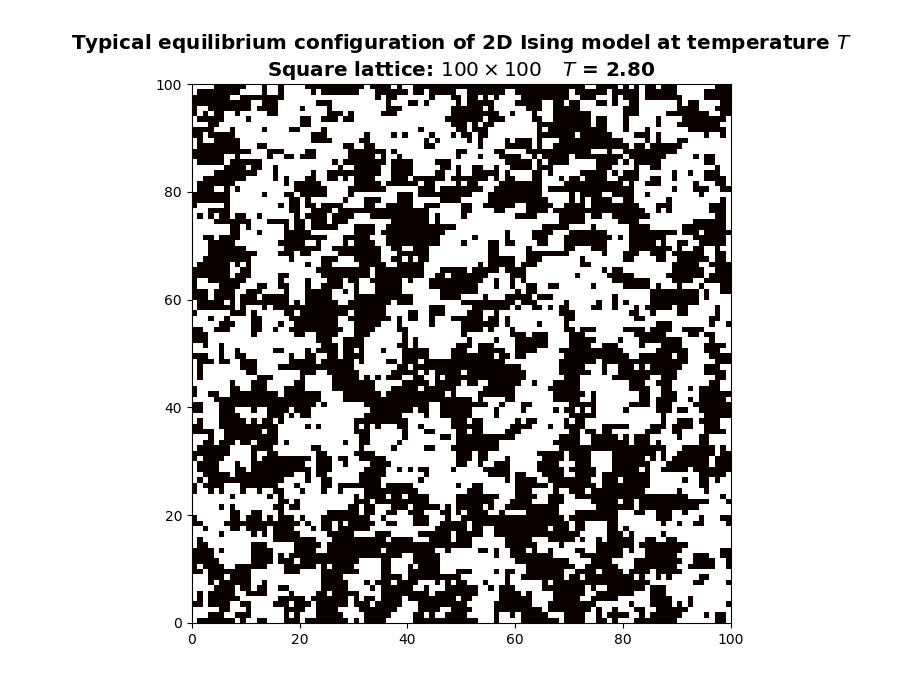 Typical equilibrium configuration of 2D Ising model at temperature T
Square lattice: 100 × 100 T = 2.80
100
80
60
40
20
0
0 20 40 60 80 100